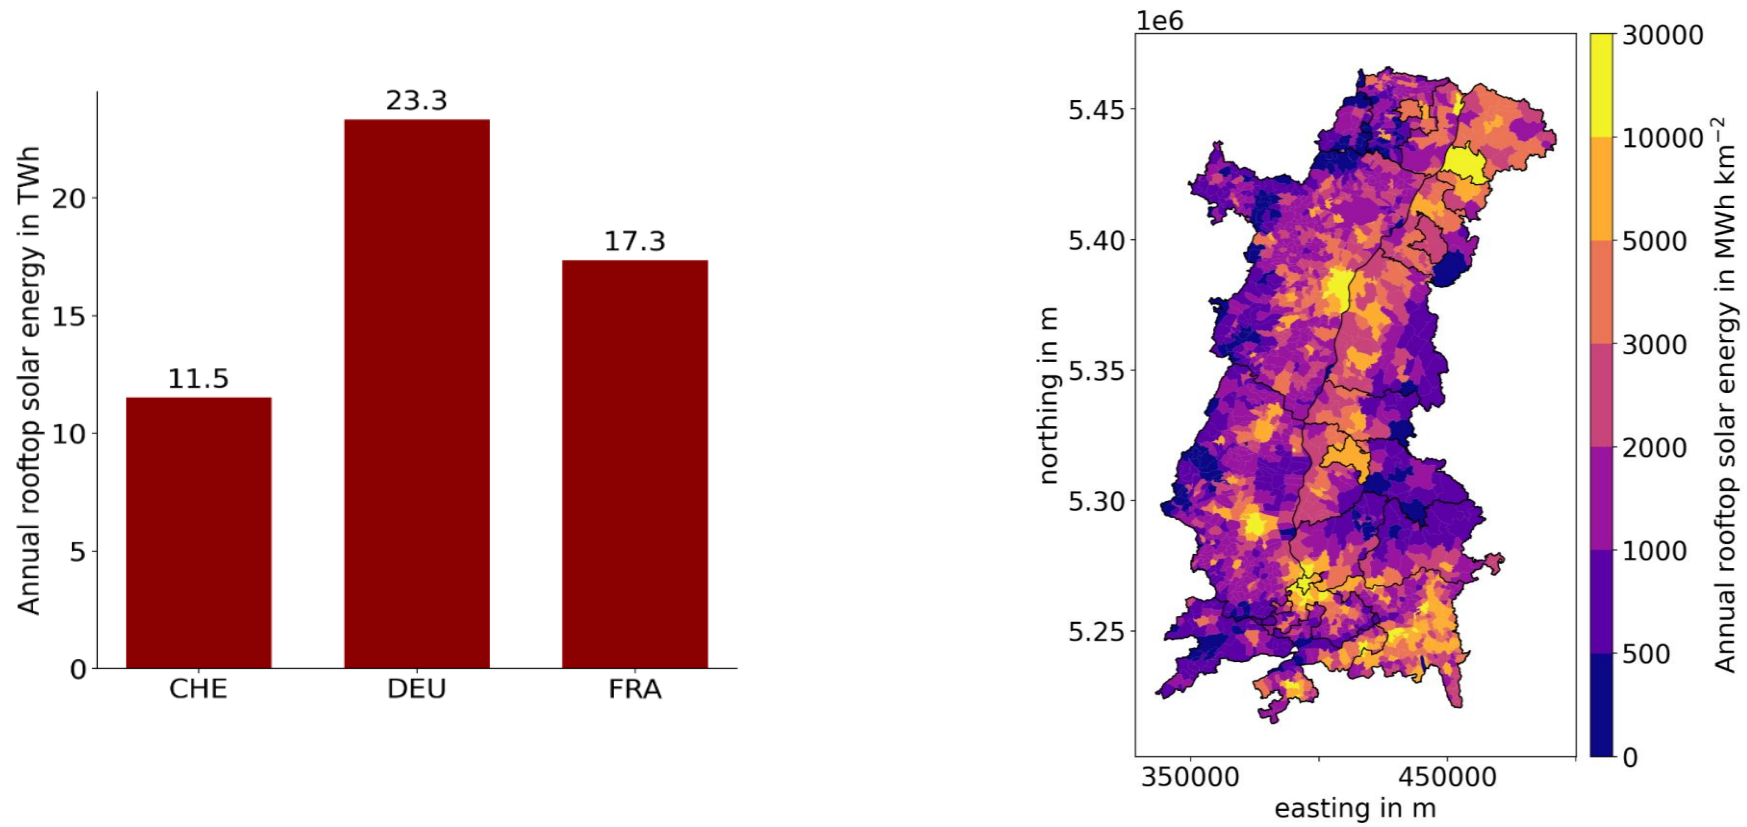 Annual rooftop solar energy in TWh
20
15
10
5
0
11.5
23.3
17.3
CHE
DEU
FRA
1e6
northing in m
5.45
5.40
5.35
5.30
5.25
350000
450000
easting in m
30000
10000
5000
3000
2000
1000
500
0
Annual rooftop solar energy in MWh km⁻²